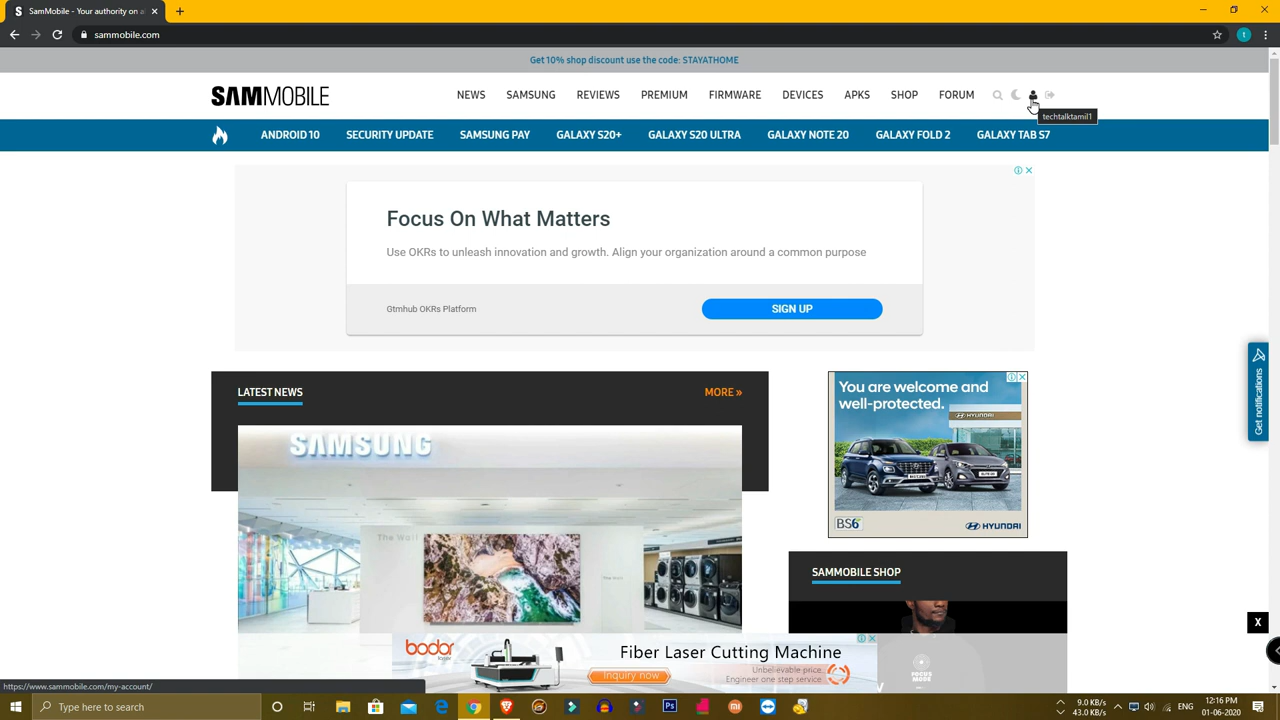 SamMobile - Your authority on al
sammobile.com
t
Get 10% shop discount use the code: STAYATHOME
SAMMOBILE
NEWS SAMSUNG REVIEWS PREMIUM FIRMWARE DEVICES APKS SHOP FORUM
techtalktamil1
ANDROID 10 SECURITY UPDATE SAMSUNG PAY GALAXY S20+ GALAXY S20 ULTRA GALAXY NOTE 20 GALAXY FOLD 2 GALAXY TAB S7
Focus On What Matters
Use OKRs to unleash innovation and growth. Align your organization around a common purpose
Gtmhub OKRs Platform
SIGN UP
Get notifications
LATEST NEWS
MORE »
SAMSUNG
The Wall
You are welcome and
well-protected.
HYUNDAI
BS6
HYUNDAI
SAMMOBILE SHOP
X
bodor
Fiber Laser Cutting Machine
Unbelievable price.
Inquiry now
Engineer one step service
FOCUS
MODE
https://www.sammobile.com/my-account/
Type here to search
9.0 KB/s
43.0 KB/s
ENG
12:16 PM
01-06-2020